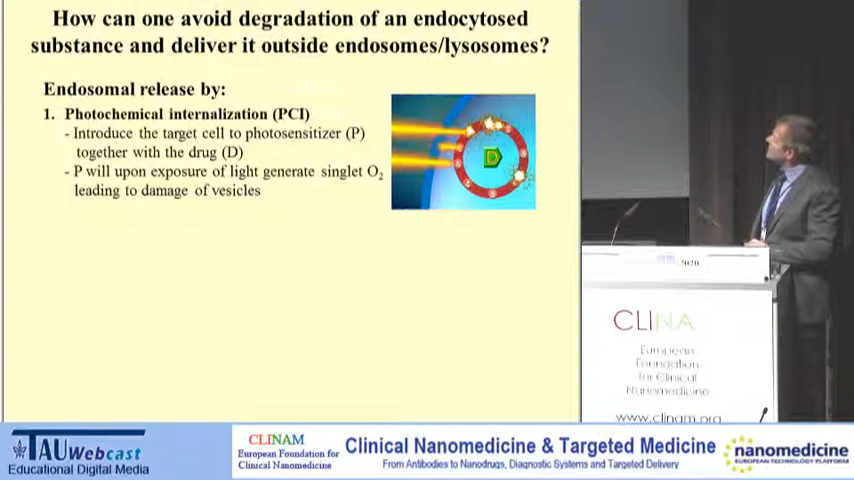 How can one avoid degradation of an endocytosed
substance and deliver it outside endosomes/lysosomes?
Endosomal release by:
1. Photochemical internalization (PCI)
- Introduce the target cell to photosensitizer (P)
together with the drug (D)
- P will upon exposure of light generate singlet O2
leading to damage of vesicles
D
2020
CLINA
European
Foundation
for Clinical
Nanomedicine
www.clinam.org
TAU Webcast
Educational Digital Media
CLINAM
European Foundation for
Clinical Nanomedicine
Clinical Nanomedicine & Targeted Medicine
From Antibodies to Nanodrugs, Diagnostic Systems and Targeted Delivery
nanomedicine
EUROPEAN TECHNOLOGY PLATFORM